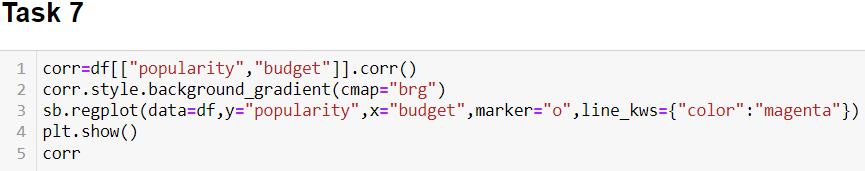 Task 7
1 corr=df[["popularity","budget"]].corr()
2 corr.style.background_gradient(cmap="brg")
3 sb.regplot(data=df,y="popularity",x="budget",marker="o",line_kws={"color":"magenta"})
4 plt.show()
5 corr